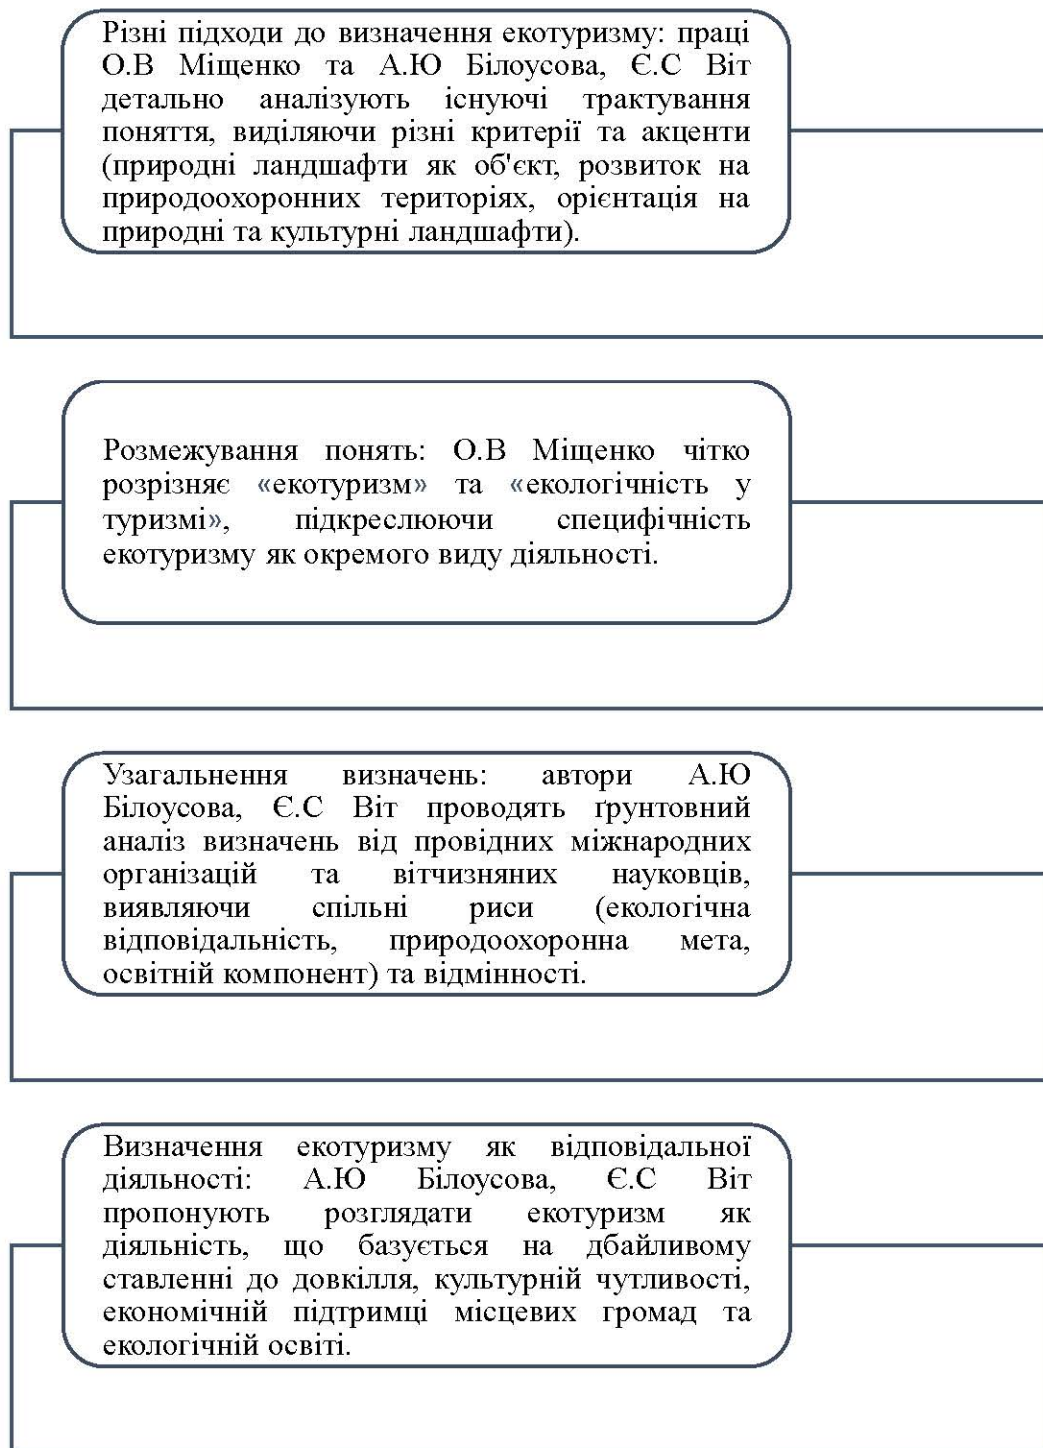 Різні підходи до визначення екотуризму: праці
О.В Міщенко та А.Ю Білоусова, Є.С Віт
детально аналізують існуючі трактування
поняття, виділяючи різні критерії та акценти
(природні ландшафти як об'єкт, розвиток на
природоохоронних територіях, орієнтація на
природні та культурні ландшафти).
Розмежування понять: О.В Міщенко чітко
розрізняє «екотуризм» та «екологічність у
туризмі», підкреслюючи специфічність
екотуризму як окремого виду діяльності.
Узагальнення визначень: автори А.Ю
Білоусова, Є.С Віт проводять ґрунтовний
аналіз визначень від провідних міжнародних
організацій та вітчизняних науковців,
виявляючи спільні риси (екологічна
відповідальність, природоохоронна мета,
освітній компонент) та відмінності.
Визначення екотуризму як відповідальної
діяльності: А.Ю Білоусова, Є.С Віт
пропонують розглядати екотуризм як
діяльність, що базується на дбайливому
ставленні до довкілля, культурній чутливості,
економічній підтримці місцевих громад та
екологічній освіті.